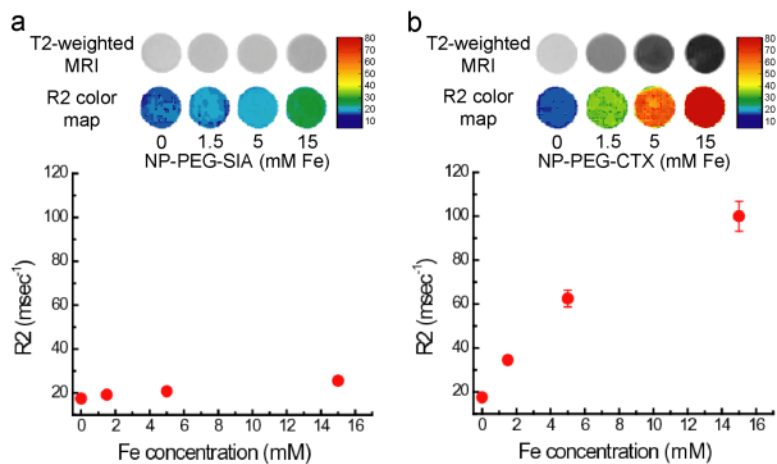 a
T2-weighted
MRI
R2 color
map
80
70
60
50
40
30
20
10
0 1.5 5 15
NP-PEG-SIA (mM Fe)
120
100
80
60
40
20
R2 (msec-1)
0 2 4 6 8 10 12 14 16
Fe concentration (mM)
b
T2-weighted
MRI
R2 color
map
80
70
60
50
40
30
20
10
0 1.5 5 15
NP-PEG-CTX (mM Fe)
120
100
80
60
40
20
R2 (msec-1)
0 2 4 6 8 10 12 14 16
Fe concentration (mM)